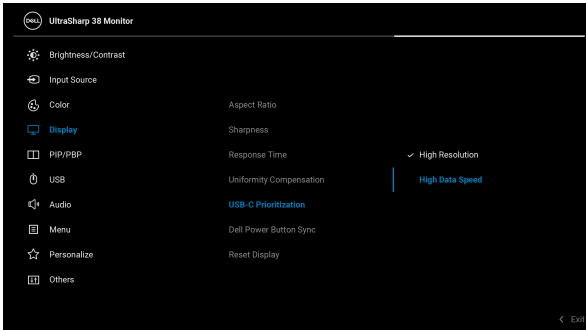 DELL UltraSharp 38 Monitor
Brightness/Contrast
Input Source
Color
Aspect Ratio
Display
Sharpness
PIP/PBP
Response Time
High Resolution
USB
Uniformity Compensation
High Data Speed
Audio
USB-C Prioritization
Menu
Dell Power Button Sync
Personalize
Reset Display
Others
Exit